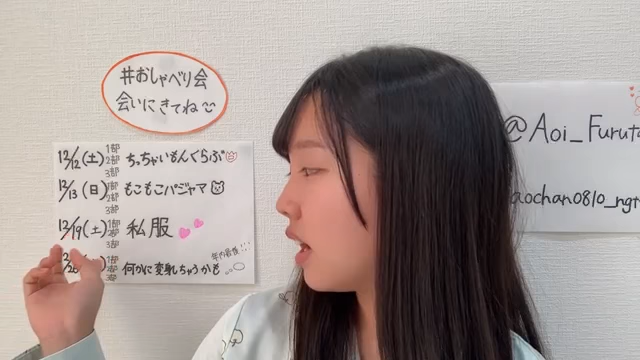 #おしゃべり会
会いにきてね
12/12(土) 1部 2部 3部 ちっちゃいもんぐらぶ
12/13(日) 1部 2部 3部 もこもこパジャマ
12/19(土) 1部 2部 3部 私服
年内最後!!!
何かに変身しちゃうかも
@Aoi_Furuta
aochan0810_ngt